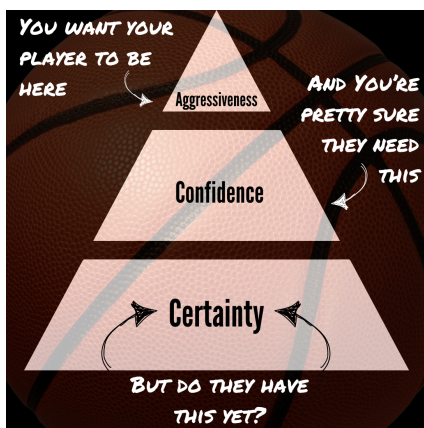 YOU WANT YOUR
PLAYER TO BE
HERE
Aggressiveness
AND YOU'RE
PRETTY SURE
THEY NEED
THIS
Confidence
Certainty
BUT DO THEY HAVE
THIS YET?